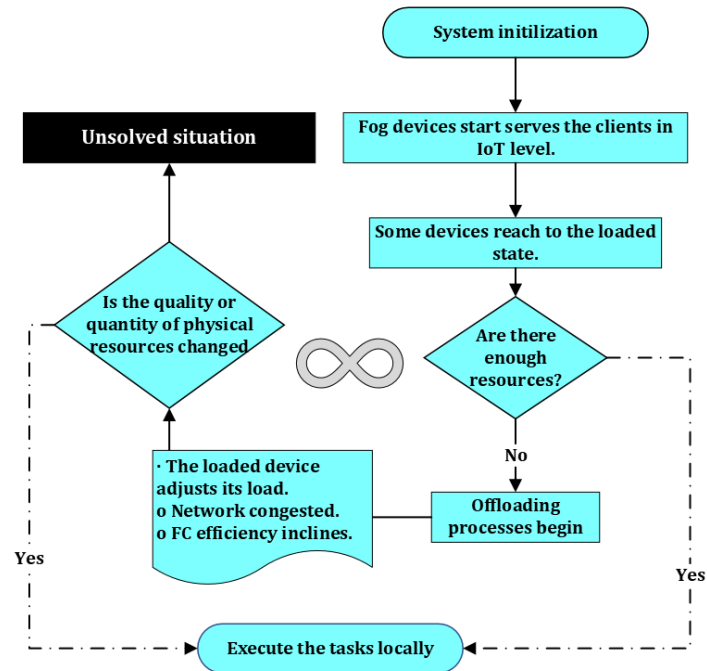 System initilization
Fog devices start serves the clients in
IoT level.
Some devices reach to the loaded
state.
Are there
enough
resources?
No
Yes
Offloading
processes begin
· The loaded device
adjusts its load.
o Network congested.
o FC efficiency inclines.
Is the quality or
quantity of physical
resources changed
Unsolved situation
Yes
Execute the tasks locally